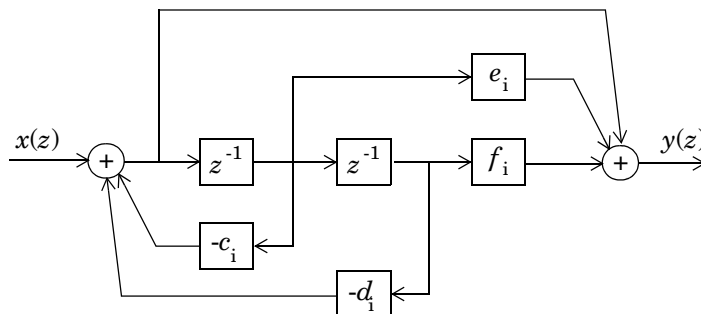 e_i
x(z)
y(z)
+
z^-1
z^-1
f_i
+
-c_i
-d_i